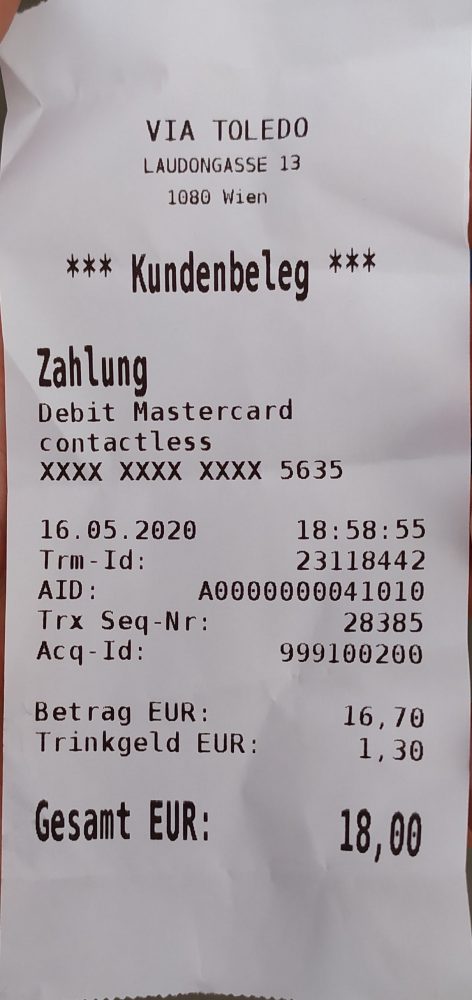 VIA TOLEDO
LAUDONGASSE 13
1080 Wien
*** Kundenbeleg ***
Zahlung
Debit Mastercard
contactless
XXXX XXXX XXXX 5635
16.05.2020 18:58:55
Trm-Id: 23118442
AID: A0000000041010
Trx Seq-Nr: 28385
Acq-Id: 999100200
Betrag EUR: 16,70
Trinkgeld EUR: 1,30
Gesamt EUR: 18,00